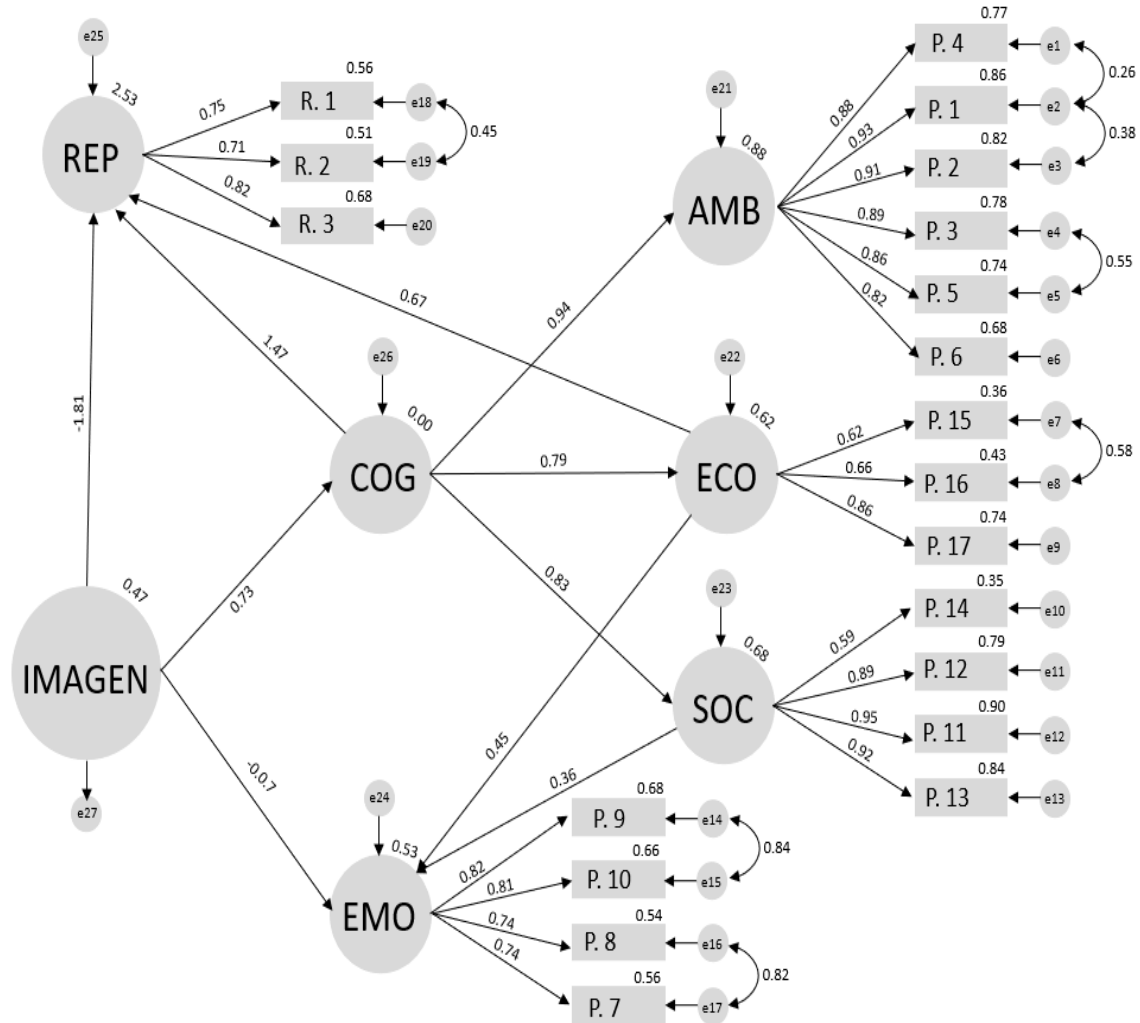 e25
2.53
REP
0.75
0.71
0.82
0.56
R. 1
e18
0.51
R. 2
e19
0.45
0.68
R. 3
e20
e21
0.88
AMB
0.88
0.93
0.91
0.89
0.86
0.82
0.77
P. 4
e1
0.26
0.86
P. 1
e2
0.38
0.82
P. 2
e3
0.78
P. 3
e4
0.55
0.74
P. 5
e5
0.68
P. 6
e6
-1.81
1.47
0.67
0.94
e26
0.00
COG
0.79
0.83
e22
0.62
ECO
0.62
0.66
0.86
0.36
P. 15
e7
0.58
0.43
P. 16
e8
0.74
P. 17
e9
0.47
IMAGEN
e27
0.73
-0.0.7
0.45
0.36
e23
0.68
SOC
0.59
0.89
0.95
0.92
0.35
P. 14
e10
0.79
P. 12
e11
0.90
P. 11
e12
0.84
P. 13
e13
e24
0.53
EMO
0.82
0.81
0.74
0.74
0.68
P. 9
e14
0.84
0.66
P. 10
e15
0.54
P. 8
e16
0.82
0.56
P. 7
e17